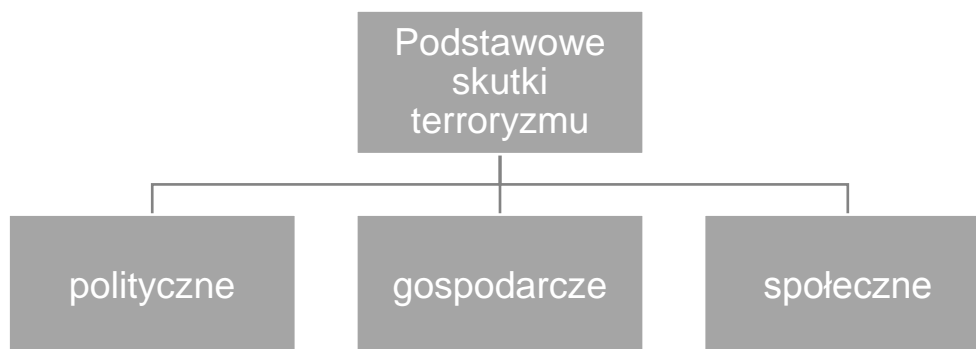 Podstawowe
skutki
terroryzmu
polityczne
gospodarcze
społeczne